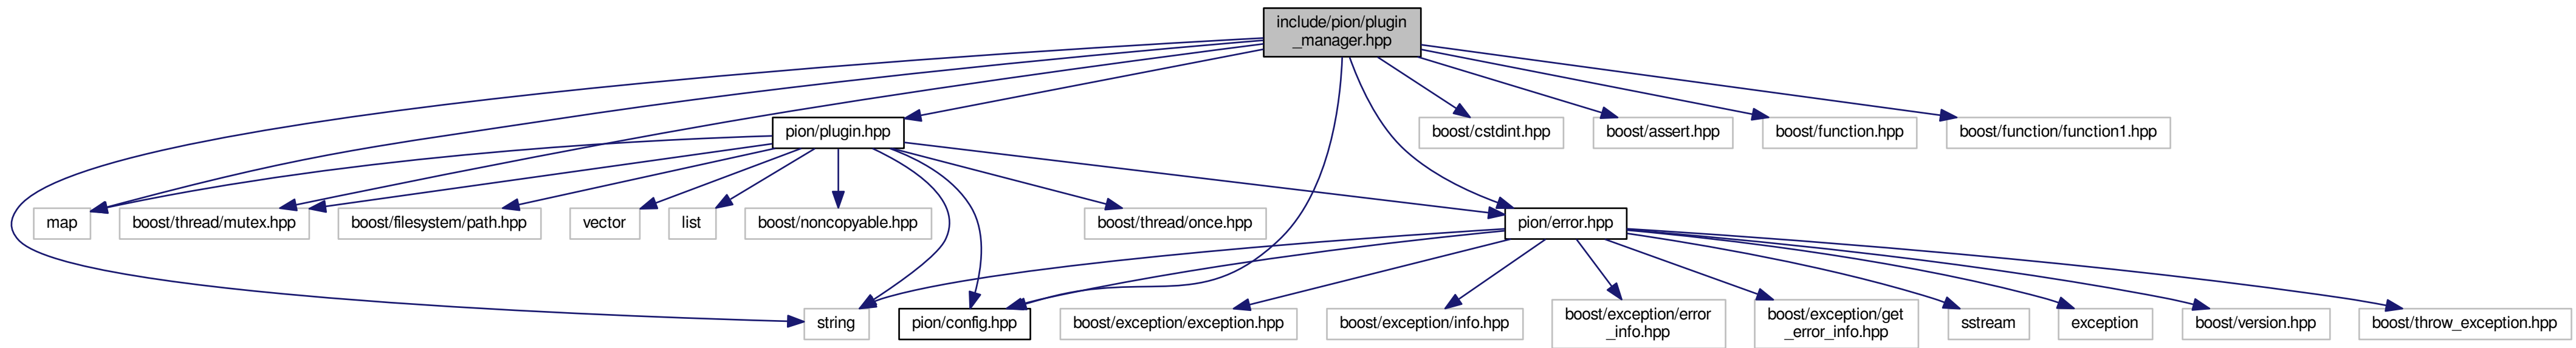 include/pion/plugin
_manager.hpp
pion/plugin.hpp
boost/cstdint.hpp
boost/assert.hpp
boost/function.hpp
boost/function/function1.hpp
map
boost/thread/mutex.hpp
boost/filesystem/path.hpp
vector
list
boost/noncopyable.hpp
boost/thread/once.hpp
pion/error.hpp
string
pion/config.hpp
boost/exception/exception.hpp
boost/exception/info.hpp
boost/exception/error
_info.hpp
boost/exception/get
_error_info.hpp
sstream
exception
boost/version.hpp
boost/throw_exception.hpp